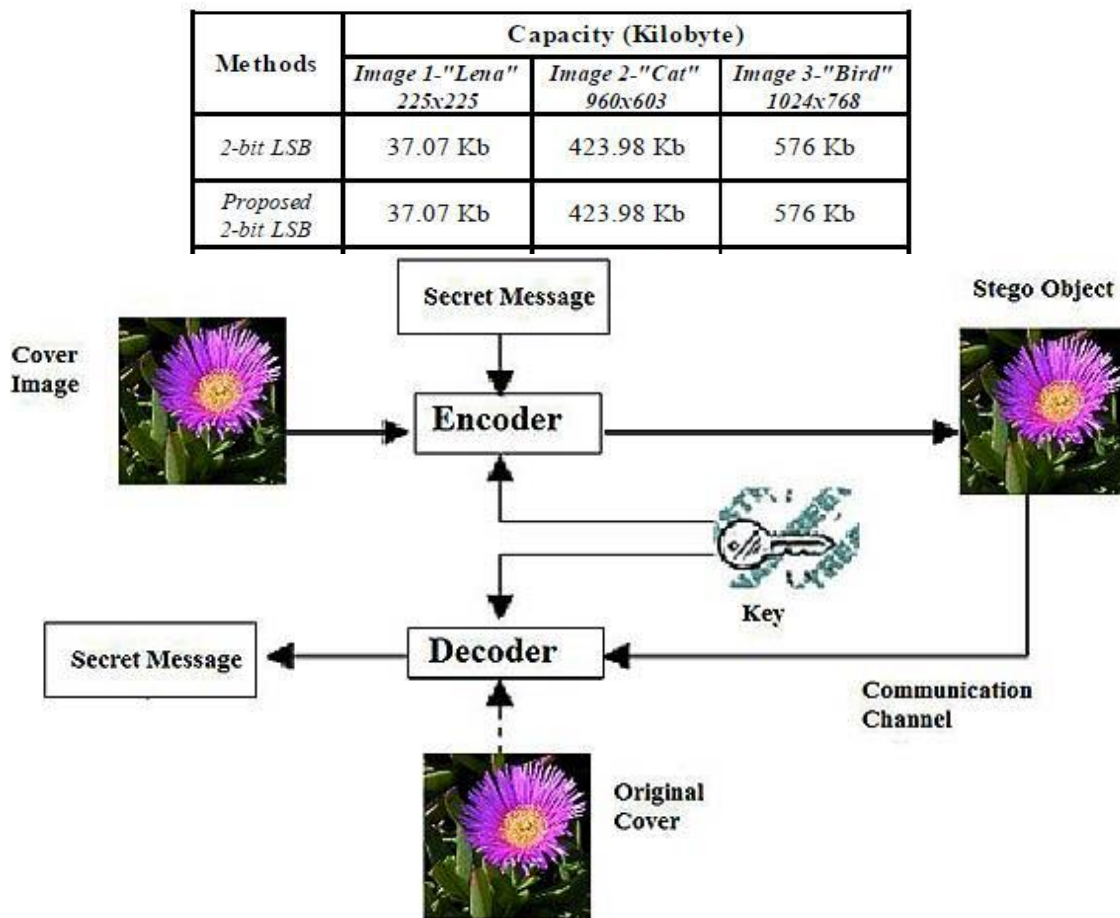 Methods
Capacity (Kilobyte)
Image 1-"Lena"
225x225
Image 2-"Cat"
960x603
Image 3-"Bird"
1024x768
2-bit LSB
37.07 Kb
423.98 Kb
576 Kb
Proposed
2-bit LSB
37.07 Kb
423.98 Kb
576 Kb
Secret Message
Stego Object
Cover
Image
Encoder
Key
Secret Message
Decoder
Communication
Channel
Original
Cover